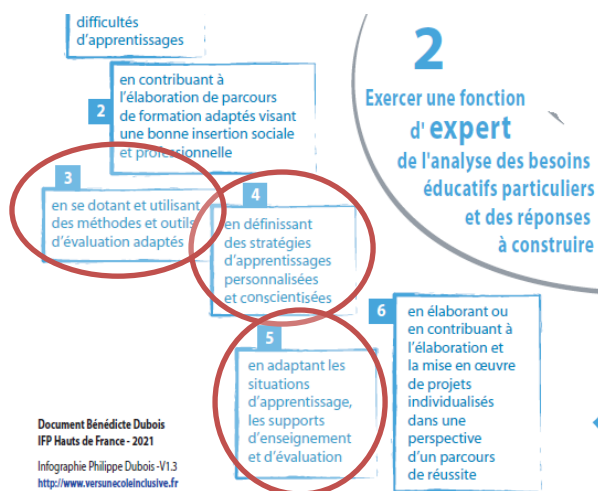 difficultés
d'apprentissages
2
en contribuant à
l'élaboration de parcours
de formation adaptés visant
une bonne insertion sociale
et professionnelle
3
en se dotant et utilisant
des méthodes et outils
d'évaluation adaptés
4
en définissant
des stratégies
d'apprentissages
personnalisées
et conscientisées
5
en adaptant les
situations
d'apprentissage,
les supports
d'enseignement
et d'évaluation
6
en élaborant ou
en contribuant à
l'élaboration et
la mise en œuvre
de projets
individualisés
dans une
perspective
d'un parcours
de réussite
2
Exercer une fonction
d' expert
de l'analyse des besoins
éducatifs particuliers
et des réponses
à construire
Document Bénédicte Dubois
IFP Hauts de France - 2021
Infographie Philippe Dubois -V1.3
http://www.versunecoleinclusive.fr